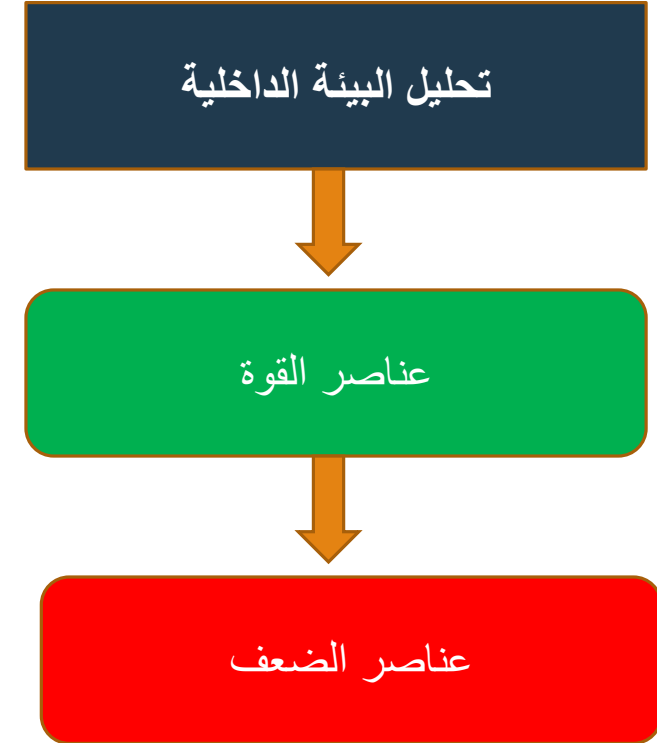 تحليل البيئة الداخلية
عناصر القوة
عناصر الضعف